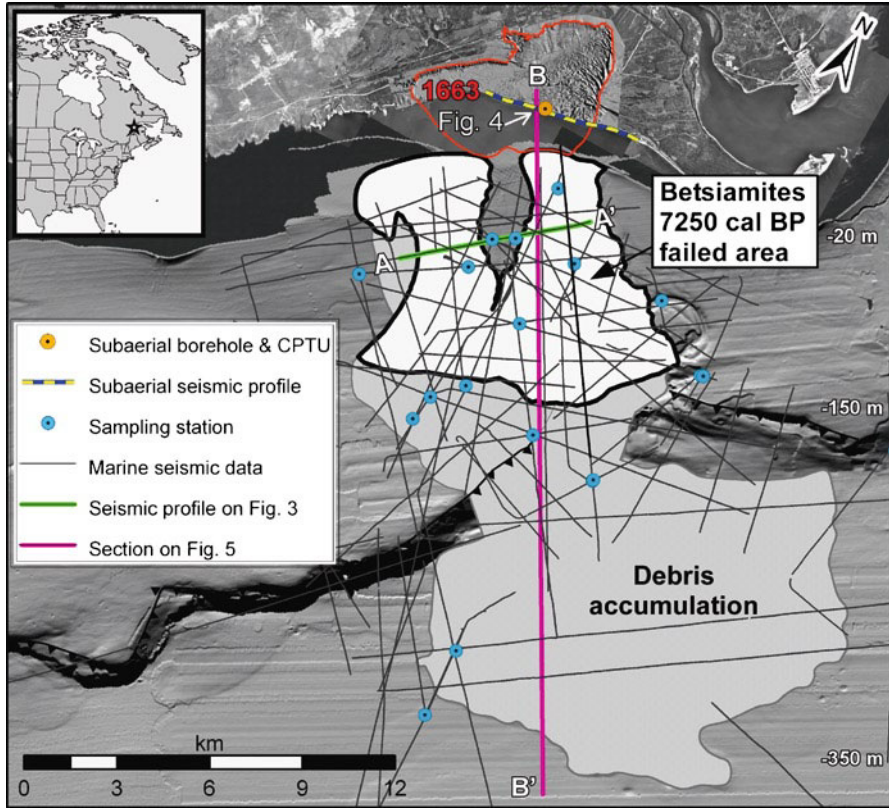 N
B
1663
Fig. 4
Betsiamites
7250 cal BP
failed area
A'
A
-20 m
Subaerial borehole & CPTU
Subaerial seismic profile
Sampling station
Marine seismic data
Seismic profile on Fig. 3
Section on Fig. 5
-150 m
Debris
accumulation
km
0 6 12
-350 m
B'